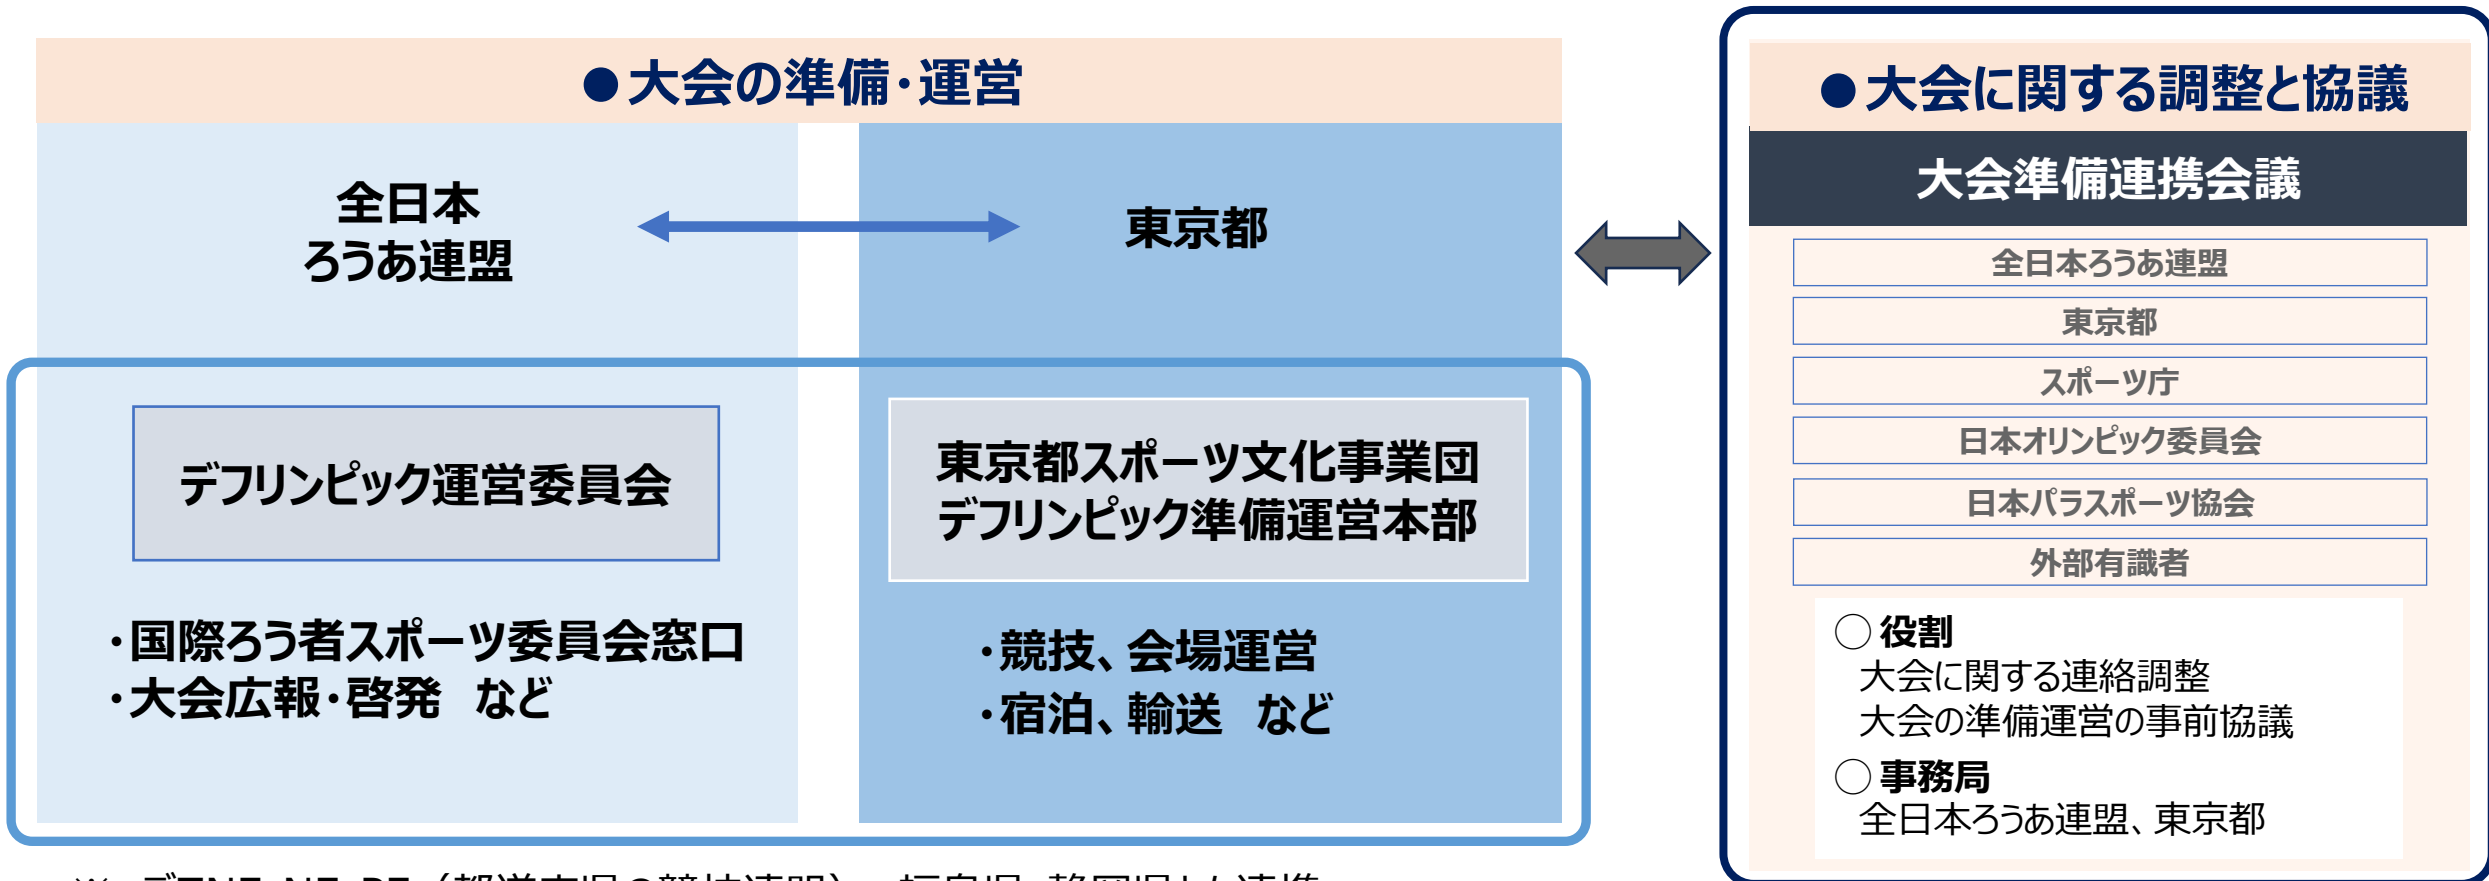 ●大会の準備・運営
全日本
ろうあ連盟
東京都
デフリンピック運営委員会
・国際ろう者スポーツ委員会窓口
・大会広報・啓発　など
東京都スポーツ文化事業団
デフリンピック準備運営本部
・競技、会場運営
・宿泊、輸送　など
●大会に関する調整と協議
大会準備連携会議
全日本ろうあ連盟
東京都
スポーツ庁
日本オリンピック委員会
日本パラスポーツ協会
外部有識者
○役割
大会に関する連絡調整
大会の準備運営の事前協議
○事務局
全日本ろうあ連盟、東京都